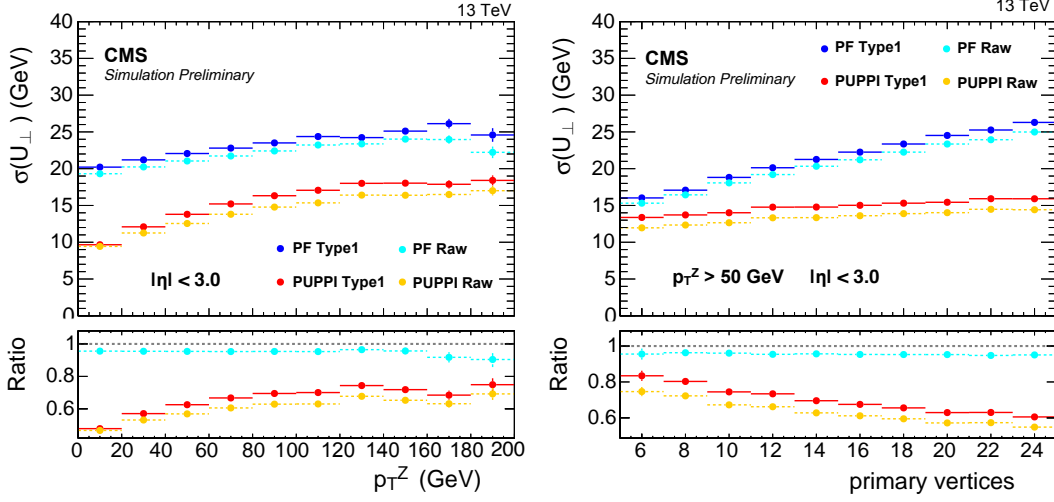 13 TeV
CMS
Simulation Preliminary
σ(U⊥) (GeV)
40
35
30
25
20
15
10
5
0
PF Type1
PF Raw
|η| < 3.0
PUPPI Type1
PUPPI Raw
Ratio
1
0.8
0.6
0 20 40 60 80 100 120 140 160 180 200
p_T^Z (GeV)
13 TeV
CMS
Simulation Preliminary
PF Type1
PF Raw
PUPPI Type1
PUPPI Raw
σ(U⊥) (GeV)
40
35
30
25
20
15
10
5
0
p_T^Z > 50 GeV |η| < 3.0
Ratio
1
0.8
0.6
6 8 10 12 14 16 18 20 22 24
primary vertices